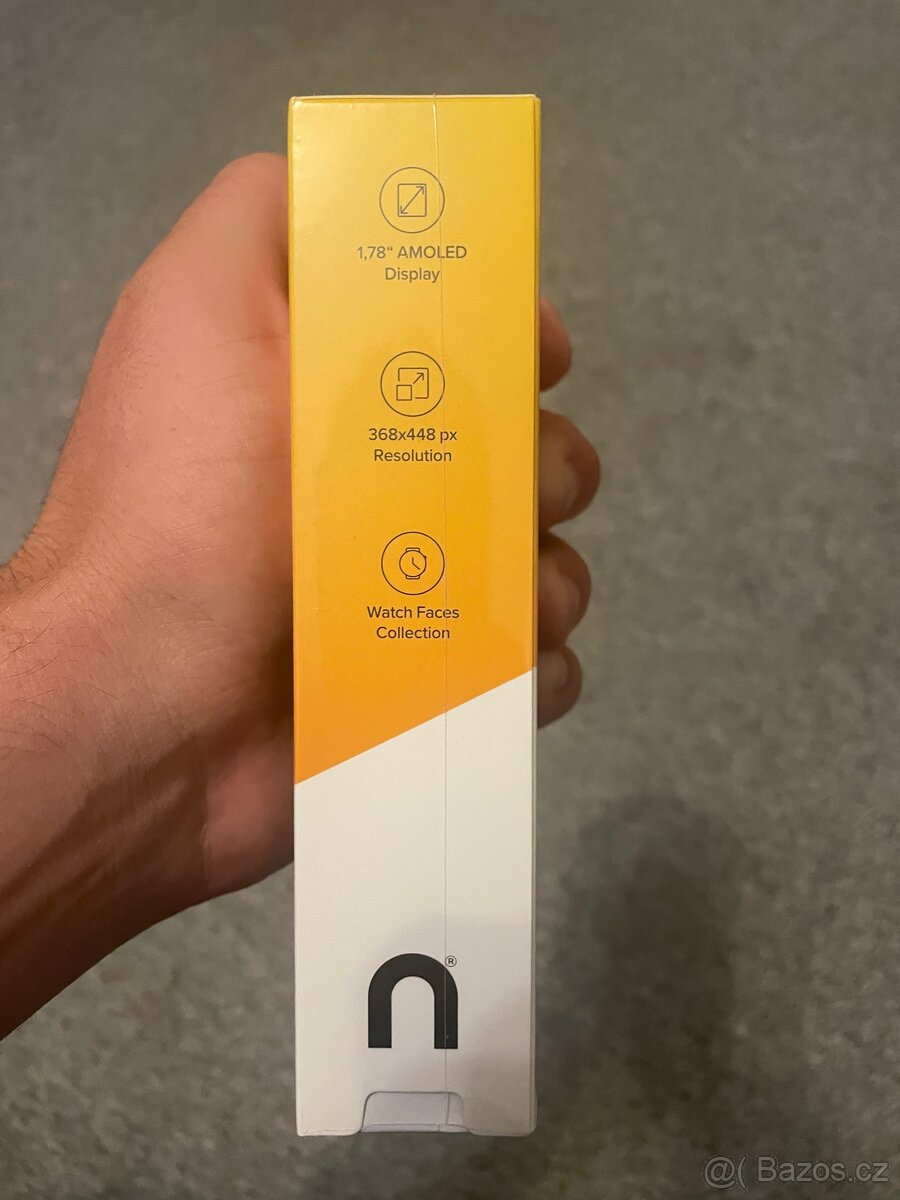 1,78“ AMOLED
Display
368x448 px
Resolution
Watch Faces
Collection
n®
@( Bazos.cz